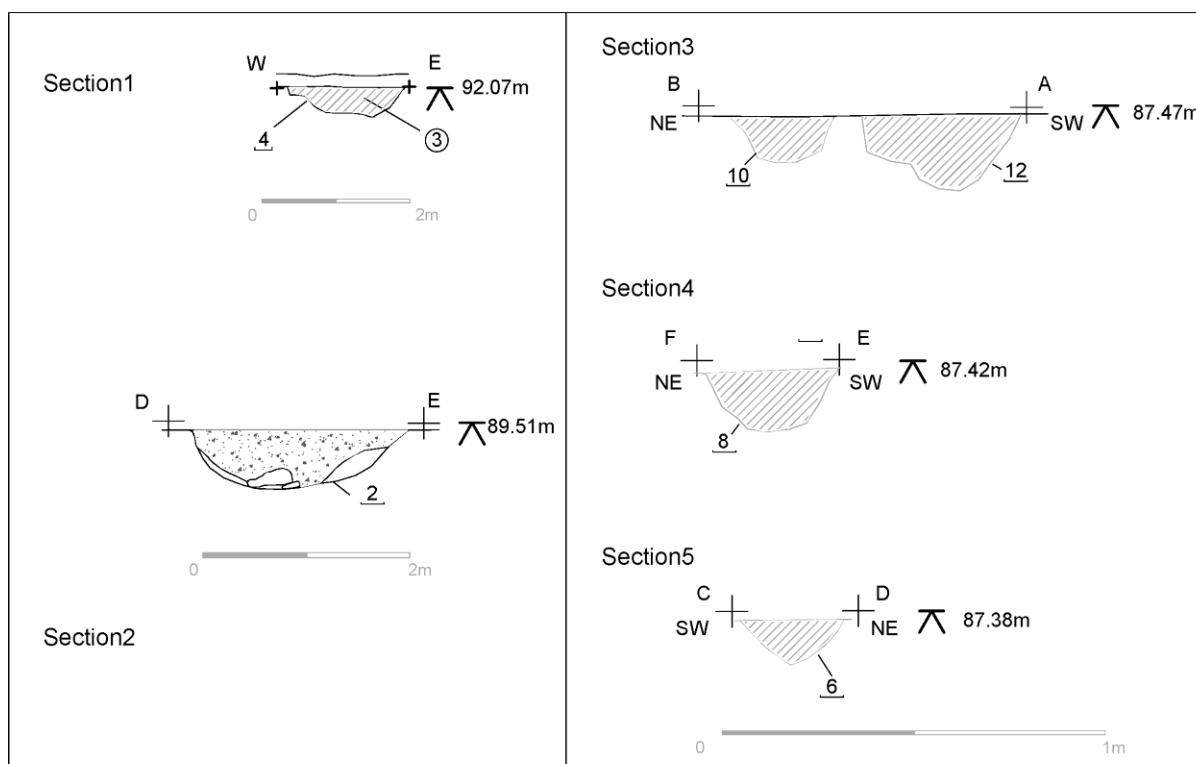 Section1
W E
92.07m
4
3
0 2m
D E
89.51m
2
0 2m
Section2
Section3
B A
NE SW
87.47m
10
12
Section4
F E
NE SW
87.42m
8
Section5
C D
SW NE
87.38m
6
0 1m